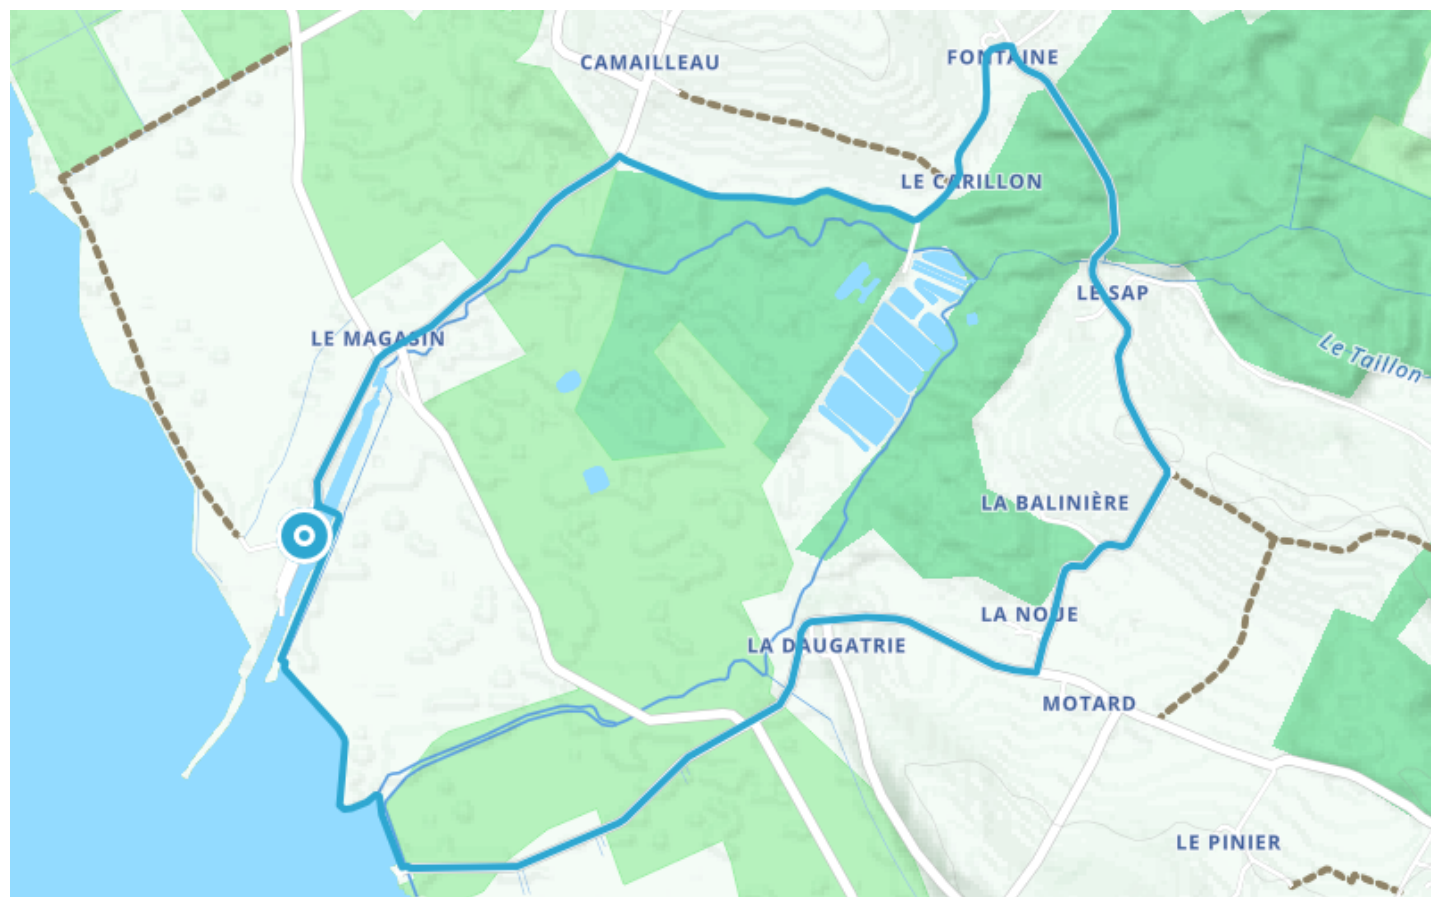 FONTAINE
CAMAILLEAU
LE CARILLON
LE SAP
LE MAGASIN
Le Taillon
LA BALINIÈRE
LA NOUE
LA DAUGATRIE
MOTARD
LE PINIER